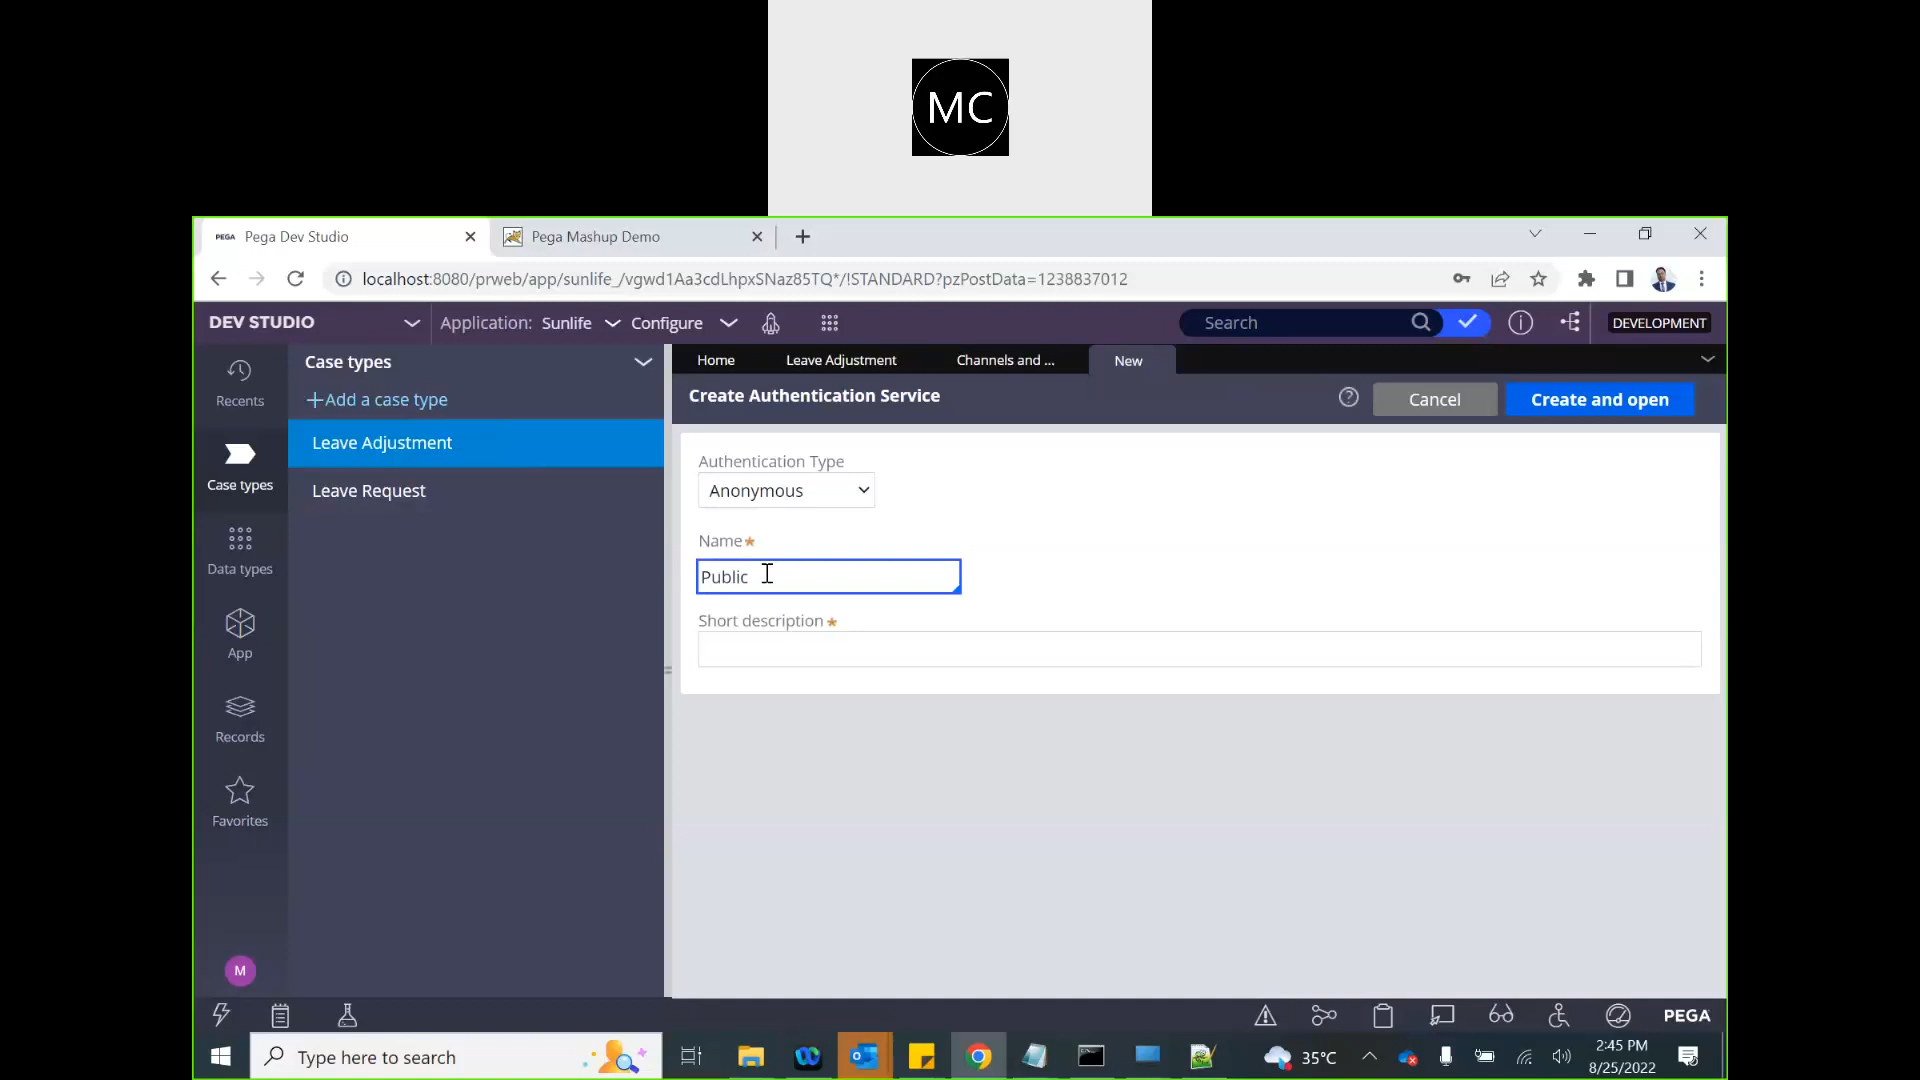 MC
PEGA Pega Dev Studio
Pega Mashup Demo
localhost:8080/prweb/app/sunlife_/vgwd1Aa3cdLhpxSNaz85TQ*/!STANDARD?pzPostData=1238837012
DEV STUDIO
Application: Sunlife
Configure
Search
DEVELOPMENT
Recents
Case types
Data types
App
Records
Favorites
M
Case types
+Add a case type
Leave Adjustment
Leave Request
Home
Leave Adjustment
Channels and ...
New
Create Authentication Service
Cancel
Create and open
Authentication Type
Anonymous
Name★
Public
Short description ★
PEGA
Type here to search
35°C
2:45 PM
8/25/2022